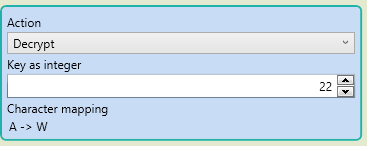 Action
Decrypt
Key as integer
22
Character mapping
A -> W